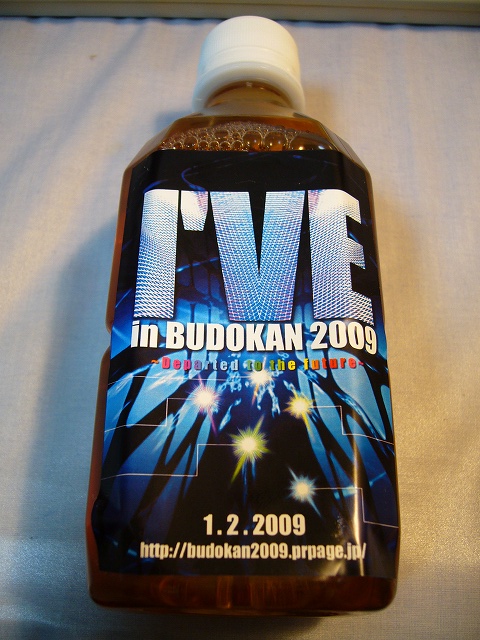 I'VE
in BUDOKAN 2009
~Departed to the future~
1.2.2009
http://budokan2009.prpage.jp/